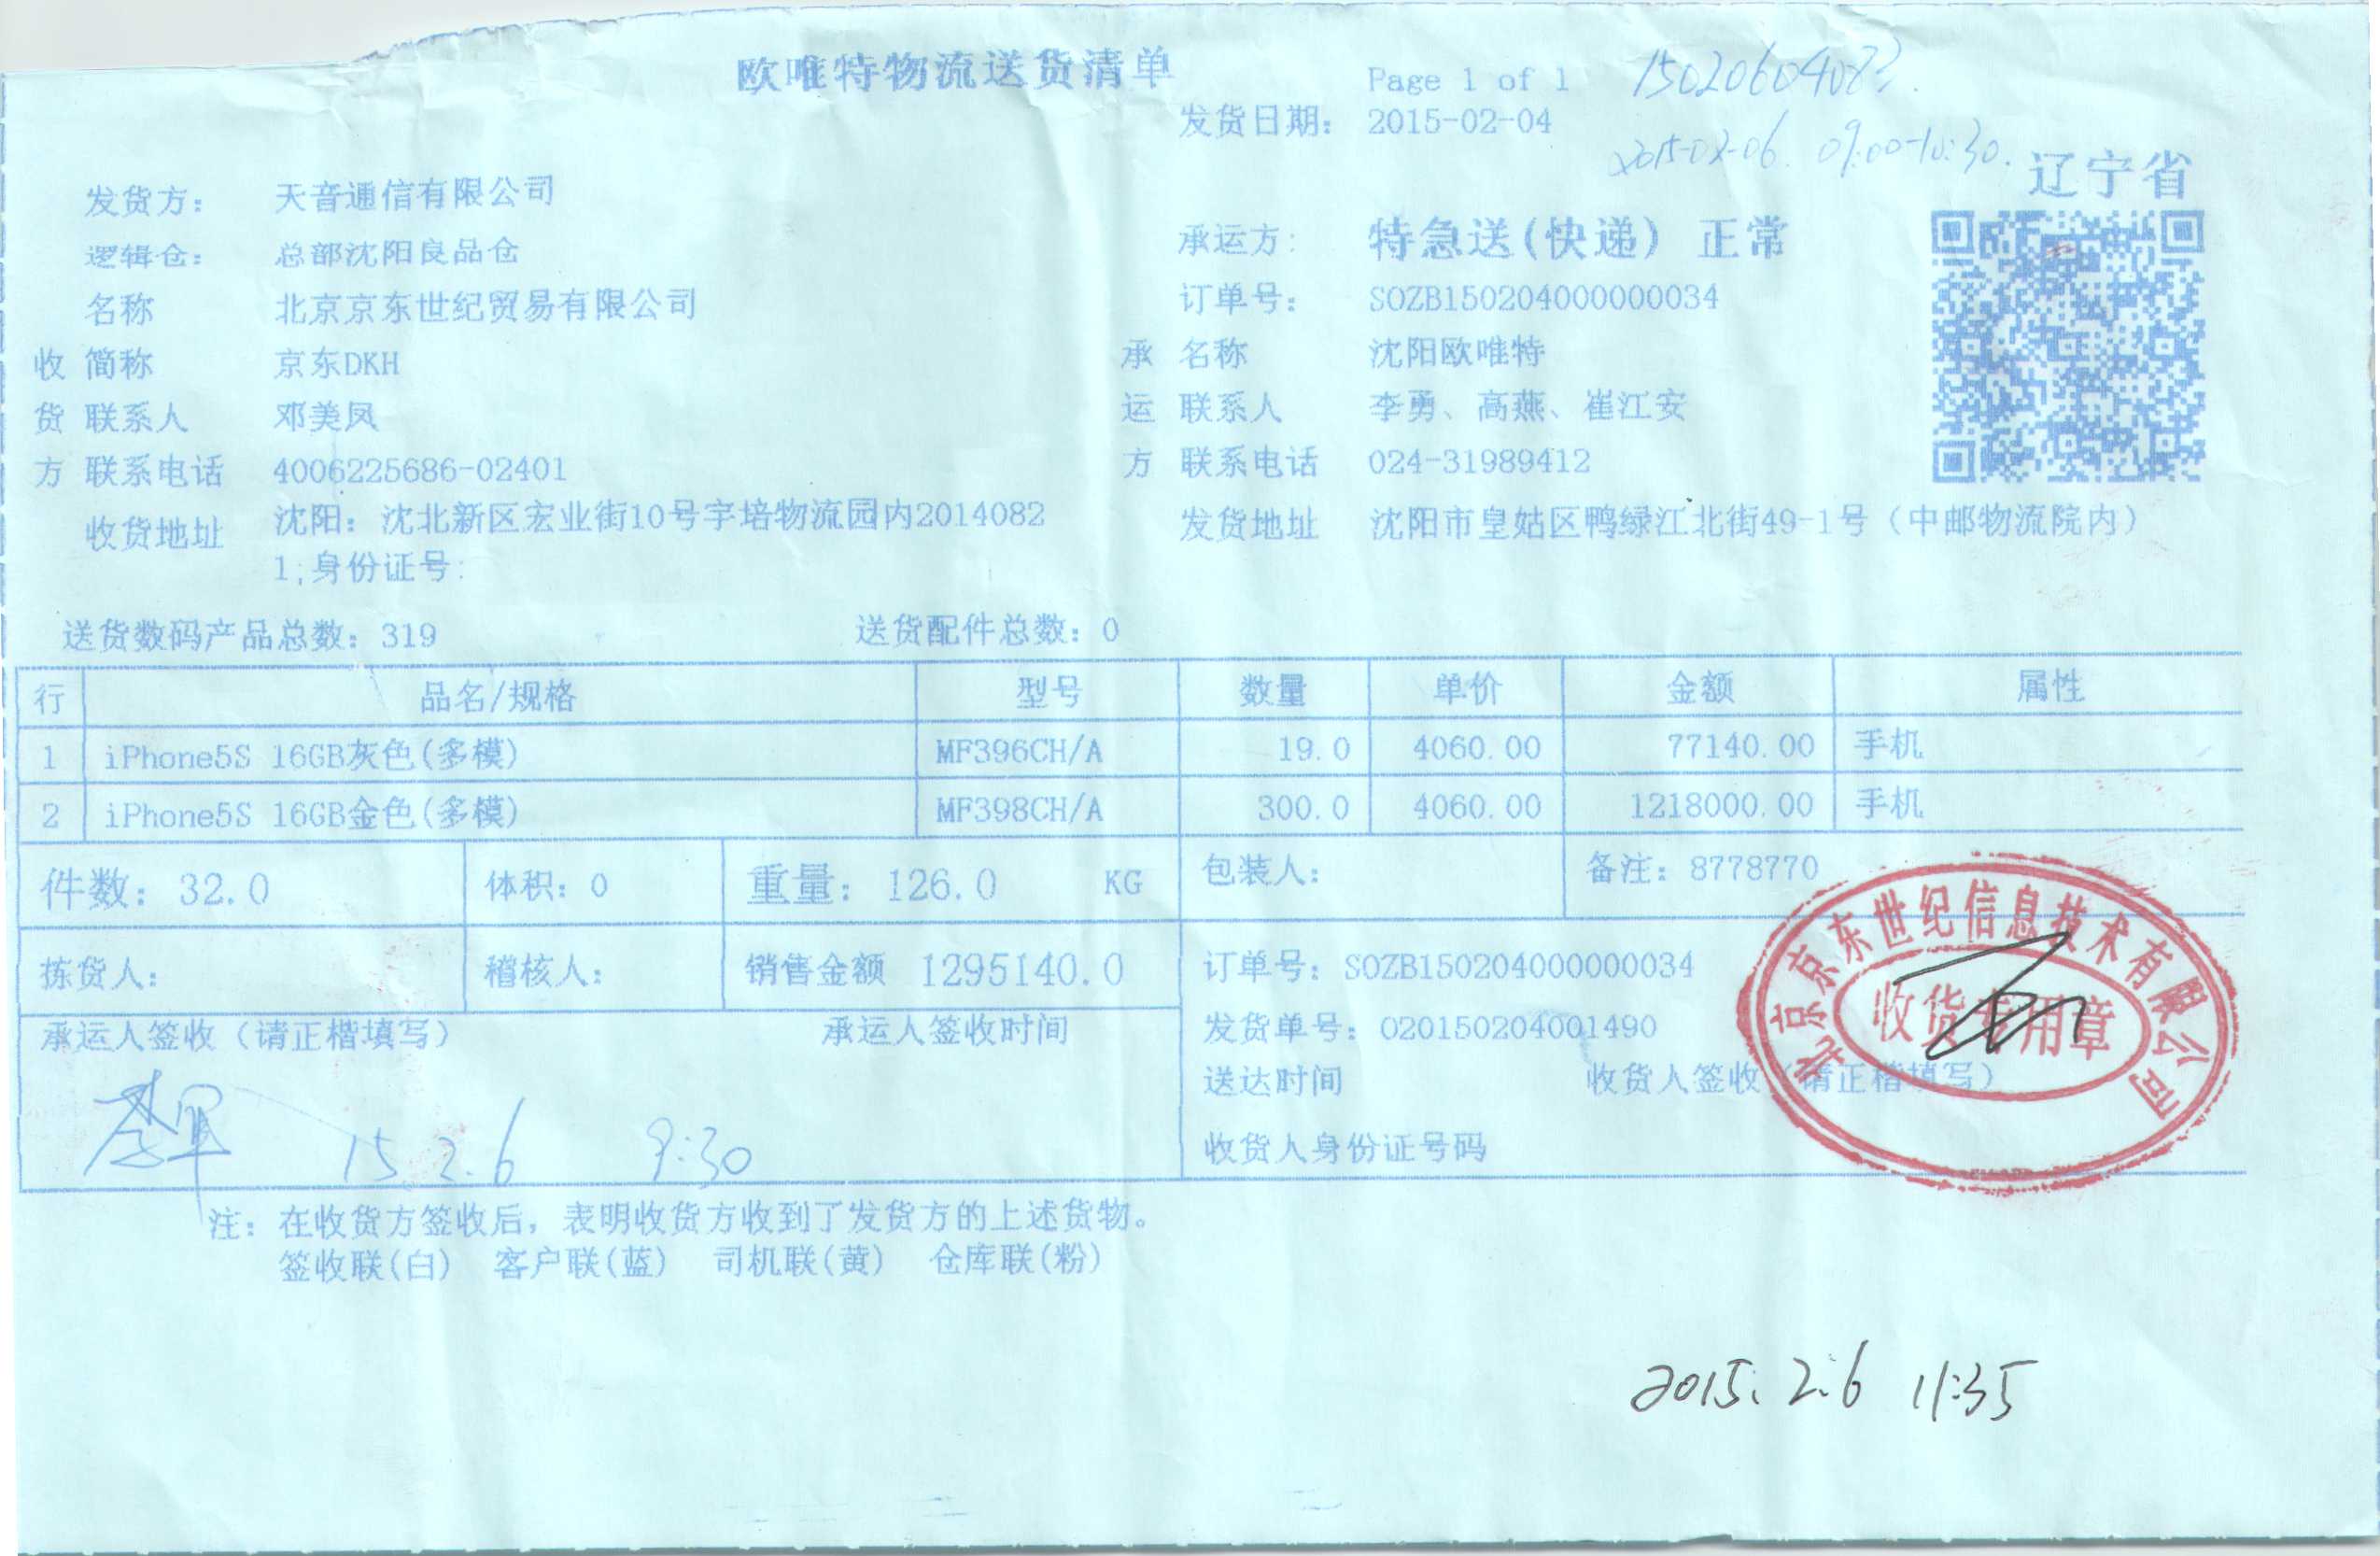 欧唯特物流送货清单
Page 1 of 1
15020604083.
发货日期: 2015-02-04
2015-02-06. 09:00-10:30.
辽宁省
发货方: 天音通信有限公司
承运方: 特急送(快递) 正常
逻辑仓: 总部沈阳良品仓
订单号: SOZB150204000000034
名称 北京京东世纪贸易有限公司
承 名称 沈阳欧唯特
收 简称 京东DKH
运 联系人 李勇、高燕、崔江安
货 联系人 邓美凤
方 联系电话 024-31989412
方 联系电话 4006225686-02401
发货地址 沈阳市皇姑区鸭绿江北街49-1号(中邮物流院内)
收货地址 沈阳: 沈北新区宏业街10号宇培物流园内2014082
1;身份证号:
送货数码产品总数: 319 送货配件总数: 0
行 品名/规格 型号 数量 单价 金额 属性
1 iPhone5S 16GB灰色(多模) MF396CH/A 19.0 4060.00 77140.00 手机
2 iPhone5S 16GB金色(多模) MF398CH/A 300.0 4060.00 1218000.00 手机
件数: 32.0 体积: 0 重量: 126.0 KG 包装人: 备注: 8778770
拣货人: 稽核人: 销售金额 1295140.0 订单号: SOZB150204000000034
承运人签收(请正楷填写) 承运人签收时间
发货单号: 020150204001490
送达时间 收货人签收(请正楷填写)
收货人身份证号码
15.2.6 9:30
北京京东世纪信息技术有限公司
收货专用章
注: 在收货方签收后, 表明收货方收到了发货方的上述货物。
签收联(白) 客户联(蓝) 司机联(黄) 仓库联(粉)
2015.2.6 11:35